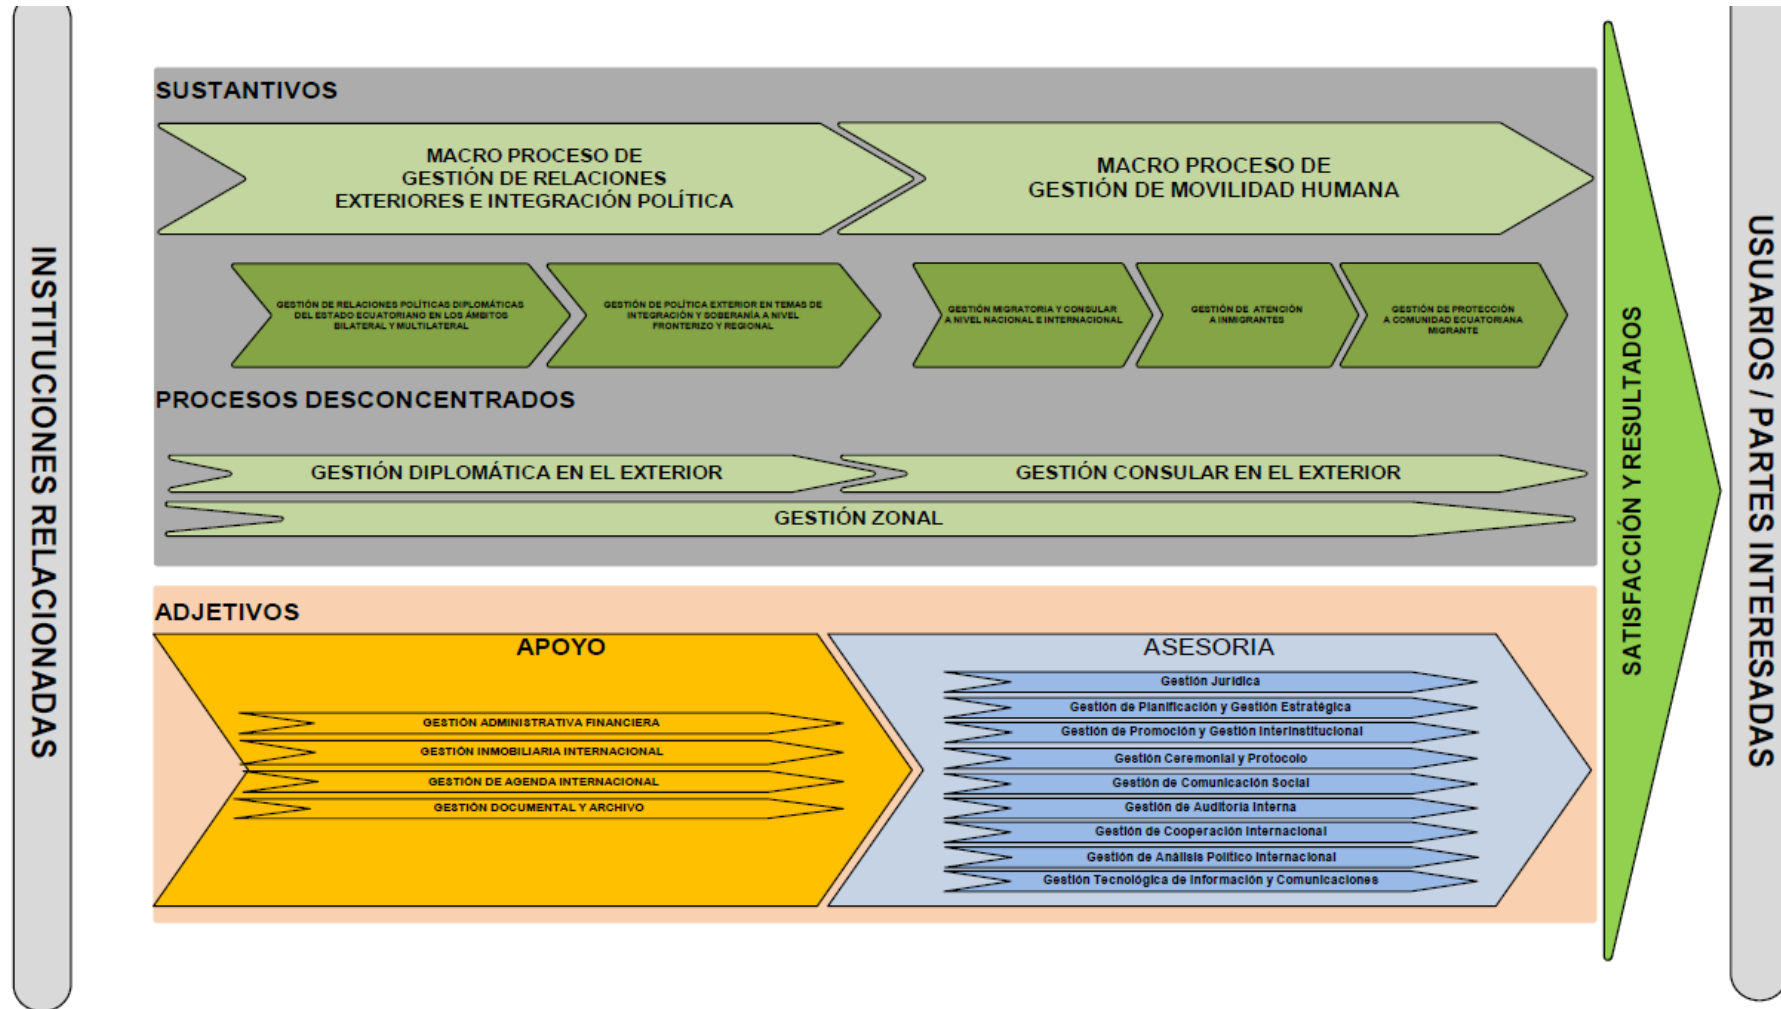 INSTITUCIONES RELACIONADAS
SUSTANTIVOS
MACRO PROCESO DE
GESTIÓN DE RELACIONES
EXTERIORES E INTEGRACIÓN POLÍTICA
MACRO PROCESO DE
GESTIÓN DE MOVILIDAD HUMANA
GESTIÓN DE RELACIONES POLÍTICAS DIPLOMÁTICAS
DEL ESTADO ECUATORIANO EN LOS ÁMBITOS
BILATERAL Y MULTILATERAL
GESTIÓN DE POLÍTICA EXTERIOR EN TEMAS DE
INTEGRACIÓN Y SOBERANÍA A NIVEL
FRONTERIZO Y REGIONAL
GESTIÓN MIGRATORIA Y CONSULAR
A NIVEL NACIONAL E INTERNACIONAL
GESTIÓN DE ATENCIÓN
A INMIGRANTES
GESTIÓN DE PROTECCIÓN
A COMUNIDAD ECUATORIANA
MIGRANTE
PROCESOS DESCONCENTRADOS
GESTIÓN DIPLOMÁTICA EN EL EXTERIOR
GESTIÓN CONSULAR EN EL EXTERIOR
GESTIÓN ZONAL
ADJETIVOS
APOYO
GESTIÓN ADMINISTRATIVA FINANCIERA
GESTIÓN INMOBILIARIA INTERNACIONAL
GESTIÓN DE AGENDA INTERNACIONAL
GESTIÓN DOCUMENTAL Y ARCHIVO
ASESORIA
Gestión Jurídica
Gestión de Planificación y Gestión Estratégica
Gestión de Promoción y Gestión Interinstitucional
Gestión Ceremonial y Protocolo
Gestión de Comunicación Social
Gestión de Auditoría Interna
Gestión de Cooperación Internacional
Gestión de Análisis Político Internacional
Gestión Tecnológica de Información y Comunicaciones
SATISFACCIÓN Y RESULTADOS
USUARIOS / PARTES INTERESADAS